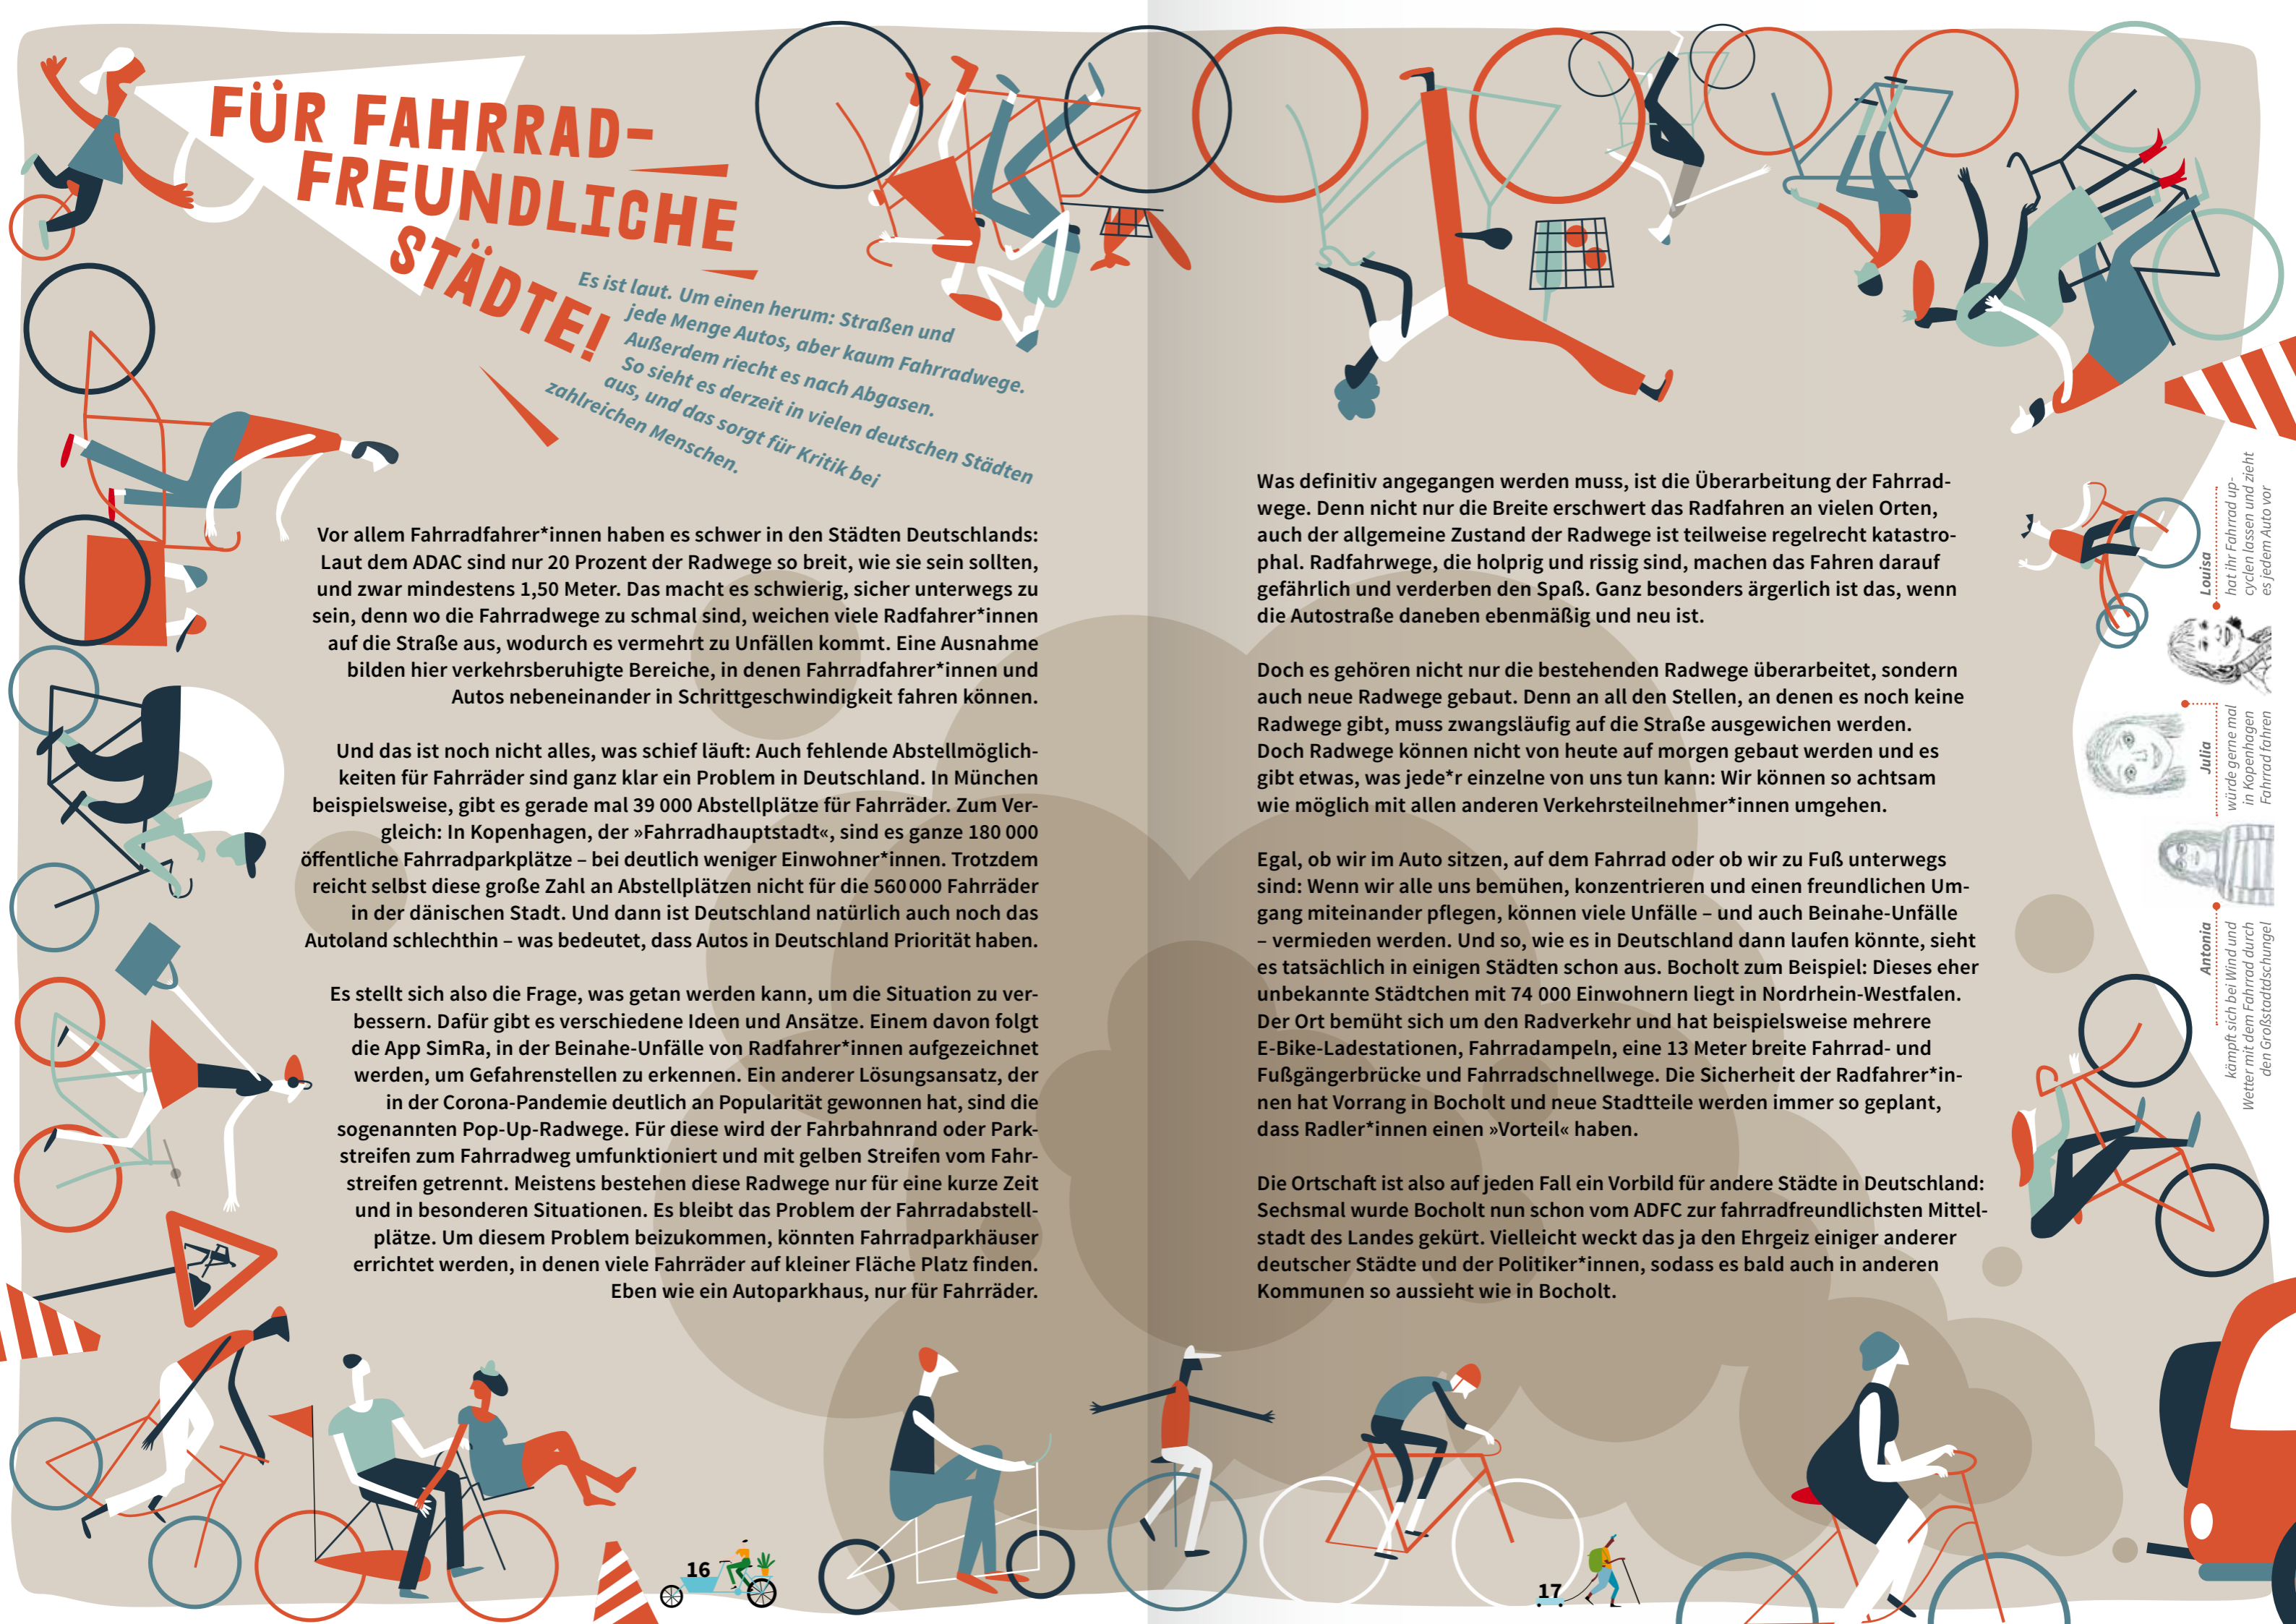 FÜR FAHRRAD-
FREUNDLICHE
STÄDTE!
Es ist laut. Um einen herum: Straßen und
jede Menge Autos, aber kaum Fahrradwege.
Außerdem riecht es nach Abgasen.
So sieht es derzeit in vielen deutschen Städten
aus, und das sorgt für Kritik bei
zahlreichen Menschen.
Vor allem Fahrradfahrer*innen haben es schwer in den Städten Deutschlands:
Laut dem ADAC sind nur 20 Prozent der Radwege so breit, wie sie sein sollten,
und zwar mindestens 1,50 Meter. Das macht es schwierig, sicher unterwegs zu
sein, denn wo die Fahrradwege zu schmal sind, weichen viele Radfahrer*innen
auf die Straße aus, wodurch es vermehrt zu Unfällen kommt. Eine Ausnahme
bilden hier verkehrsberuhigte Bereiche, in denen Fahrradfahrer*innen und
Autos nebeneinander in Schrittgeschwindigkeit fahren können.
Und das ist noch nicht alles, was schief läuft: Auch fehlende Abstellmöglich-
keiten für Fahrräder sind ganz klar ein Problem in Deutschland. In München
beispielsweise, gibt es gerade mal 39 000 Abstellplätze für Fahrräder. Zum Ver-
gleich: In Kopenhagen, der »Fahrradhauptstadt«, sind es ganze 180 000
öffentliche Fahrradparkplätze – bei deutlich weniger Einwohner*innen. Trotzdem
reicht selbst diese große Zahl an Abstellplätzen nicht für die 560 000 Fahrräder
in der dänischen Stadt. Und dann ist Deutschland natürlich auch noch das
Autoland schlechthin – was bedeutet, dass Autos in Deutschland Priorität haben.
Es stellt sich also die Frage, was getan werden kann, um die Situation zu ver-
bessern. Dafür gibt es verschiedene Ideen und Ansätze. Einem davon folgt
die App SimRa, in der Beinahe-Unfälle von Radfahrer*innen aufgezeichnet
werden, um Gefahrenstellen zu erkennen. Ein anderer Lösungsansatz, der
in der Corona-Pandemie deutlich an Popularität gewonnen hat, sind die
sogenannten Pop-Up-Radwege. Für diese wird der Fahrbahnrand oder Park-
streifen zum Fahrradweg umfunktioniert und mit gelben Streifen vom Fahr-
streifen getrennt. Meistens bestehen diese Radwege nur für eine kurze Zeit
und in besonderen Situationen. Es bleibt das Problem der Fahrradabstell-
plätze. Um diesem Problem beizukommen, könnten Fahrradparkhäuser
errichtet werden, in denen viele Fahrräder auf kleiner Fläche Platz finden.
Eben wie ein Autoparkhaus, nur für Fahrräder.
16
Was definitiv angegangen werden muss, ist die Überarbeitung der Fahrrad-
wege. Denn nicht nur die Breite erschwert das Radfahren an vielen Orten,
auch der allgemeine Zustand der Radwege ist teilweise regelrecht katastro-
phal. Radfahrwege, die holprig und rissig sind, machen das Fahren darauf
gefährlich und verderben den Spaß. Ganz besonders ärgerlich ist das, wenn
die Autostraße daneben ebenmäßig und neu ist.
Doch es gehören nicht nur die bestehenden Radwege überarbeitet, sondern
auch neue Radwege gebaut. Denn an all den Stellen, an denen es noch keine
Radwege gibt, muss zwangsläufig auf die Straße ausgewichen werden.
Doch Radwege können nicht von heute auf morgen gebaut werden und es
gibt etwas, was jede*r einzelne von uns tun kann: Wir können so achtsam
wie möglich mit allen anderen Verkehrsteilnehmer*innen umgehen.
Egal, ob wir im Auto sitzen, auf dem Fahrrad oder ob wir zu Fuß unterwegs
sind: Wenn wir alle uns bemühen, konzentrieren und einen freundlichen Um-
gang miteinander pflegen, können viele Unfälle – und auch Beinahe-Unfälle
– vermieden werden. Und so, wie es in Deutschland dann laufen könnte, sieht
es tatsächlich in einigen Städten schon aus. Bocholt zum Beispiel: Dieses eher
unbekannte Städtchen mit 74 000 Einwohnern liegt in Nordrhein-Westfalen.
Der Ort bemüht sich um den Radverkehr und hat beispielsweise mehrere
E-Bike-Ladestationen, Fahrradampeln, eine 13 Meter breite Fahrrad- und
Fußgängerbrücke und Fahrradschnellwege. Die Sicherheit der Radfahrer*in-
nen hat Vorrang in Bocholt und neue Stadtteile werden immer so geplant,
dass Radler*innen einen »Vorteil« haben.
Die Ortschaft ist also auf jeden Fall ein Vorbild für andere Städte in Deutschland:
Sechsmal wurde Bocholt nun schon vom ADFC zur fahrradfreundlichsten Mittel-
stadt des Landes gekürt. Vielleicht weckt das ja den Ehrgeiz einiger anderer
deutscher Städte und der Politiker*innen, sodass es bald auch in anderen
Kommunen so aussieht wie in Bocholt.
Louisa
hat ihr Fahrrad up-
cyclen lassen und zieht
es jedem Auto vor
Julia
würde gerne mal
in Kopenhagen
Fahrrad fahren
Antonia
kämpft sich bei Wind und
Wetter mit dem Fahrrad durch
den Großstadtdschungel
17